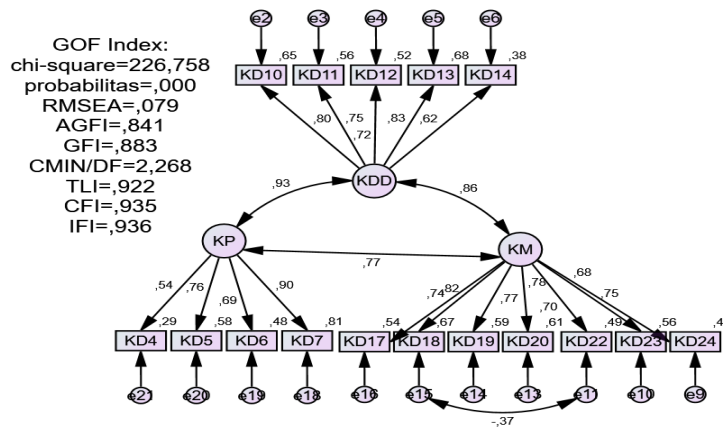 e2 e3 e4 e5 e6
GOF Index:
chi-square=226,758
probabilitas=,000
RMSEA=,079
AGFI=,841
GFI=,883
CMIN/DF=2,268
TLI=,922
CFI=,935
IFI=,936
,65 ,56 ,52 ,68 ,38
KD10 KD11 KD12 KD13 KD14
,80 ,75 ,83 ,62
,72
KDD
,93 ,86
KP KM
,77
,54 ,76 ,69 ,90 ,74 ,82 ,77 ,78 ,70 ,68 ,75
,29 ,58 ,48 ,81 ,54 ,67 ,59 ,61 ,49 ,56 ,4
KD4 KD5 KD6 KD7 KD17 KD18 KD19 KD20 KD22 KD23 KD24
e21 e20 e19 e18 e16 e15 e14 e13 e11 e10 e9
-,37